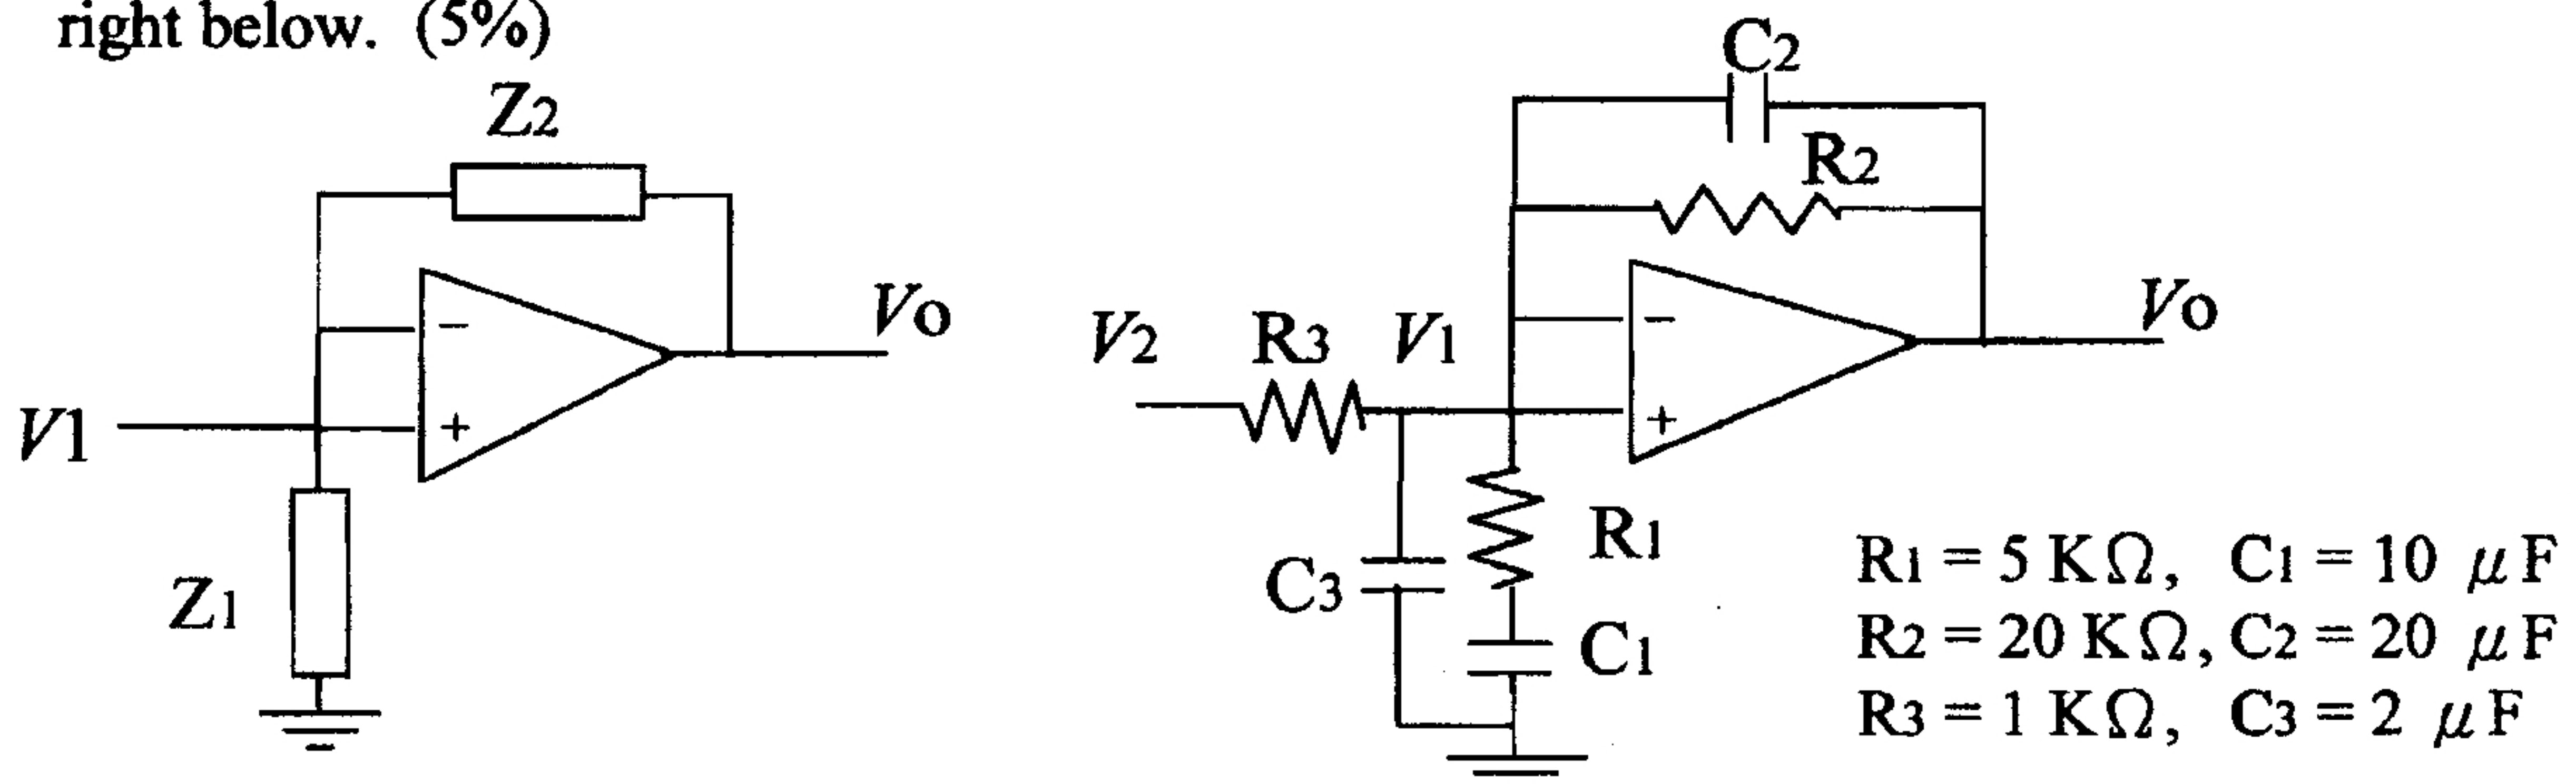 right below. (5%)
Z2
−
+
V1
Vo
Z1
C2
R2
V2
R3
V1
−
+
Vo
R1
C3
C1
R1 = 5 KΩ, C1 = 10 μF
R2 = 20 KΩ, C2 = 20 μF
R3 = 1 KΩ, C3 = 2 μF